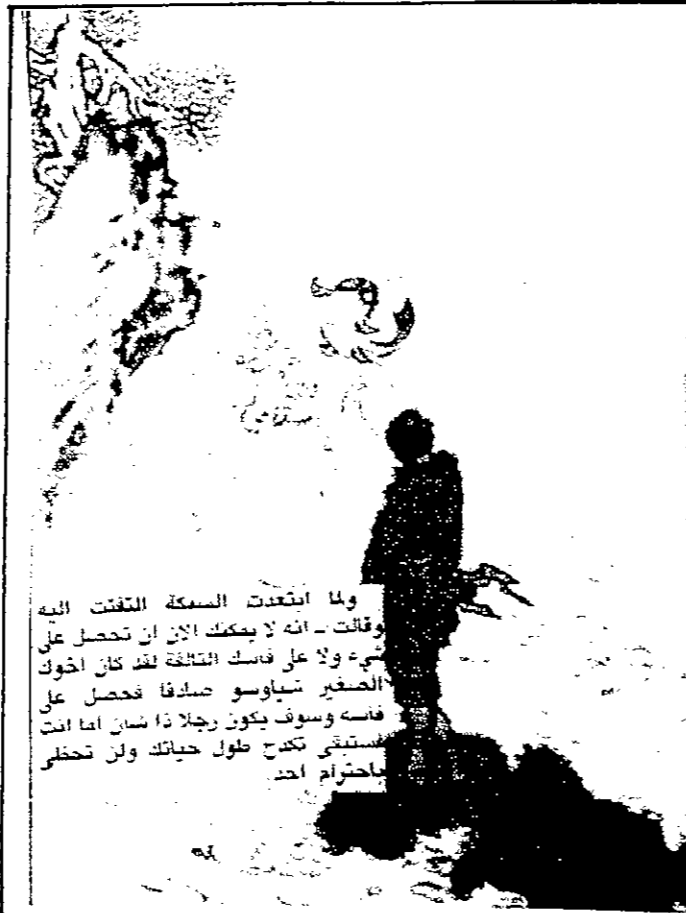 ولما ابتعدت السمكة التفتت اليه
وقالت ـ انه لا يمكنك الان ان تحصل على
شيء ولا على فاسك التالفة لقد كان اخوك
الصغير شياوسو صادقا فحصل على
فاسه وسوف يكون رجلا ذا شان اما انت
فستبقى تكدح طول حياتك ولن تحظى
باحترام احد